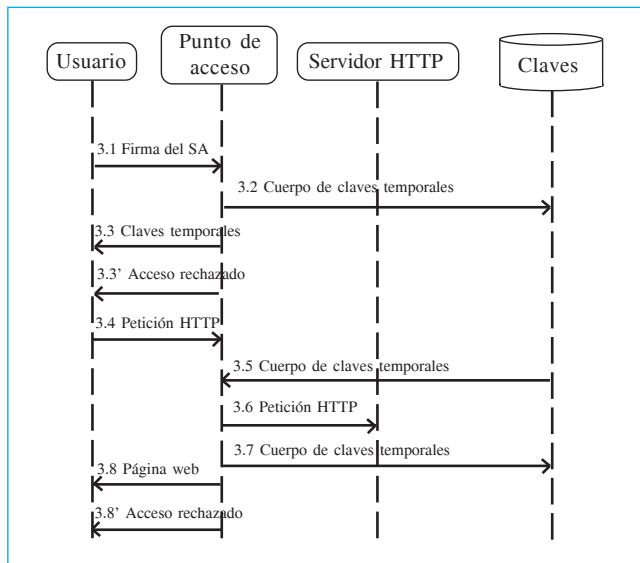 Usuario
Punto de
acceso
Servidor HTTP
Claves
3.1 Firma del SA
3.2 Cuerpo de claves temporales
3.3 Claves temporales
3.3’ Acceso rechazado
3.4 Petición HTTP
3.5 Cuerpo de claves temporales
3.6 Petición HTTP
3.7 Cuerpo de claves temporales
3.8 Página web
3.8’ Acceso rechazado